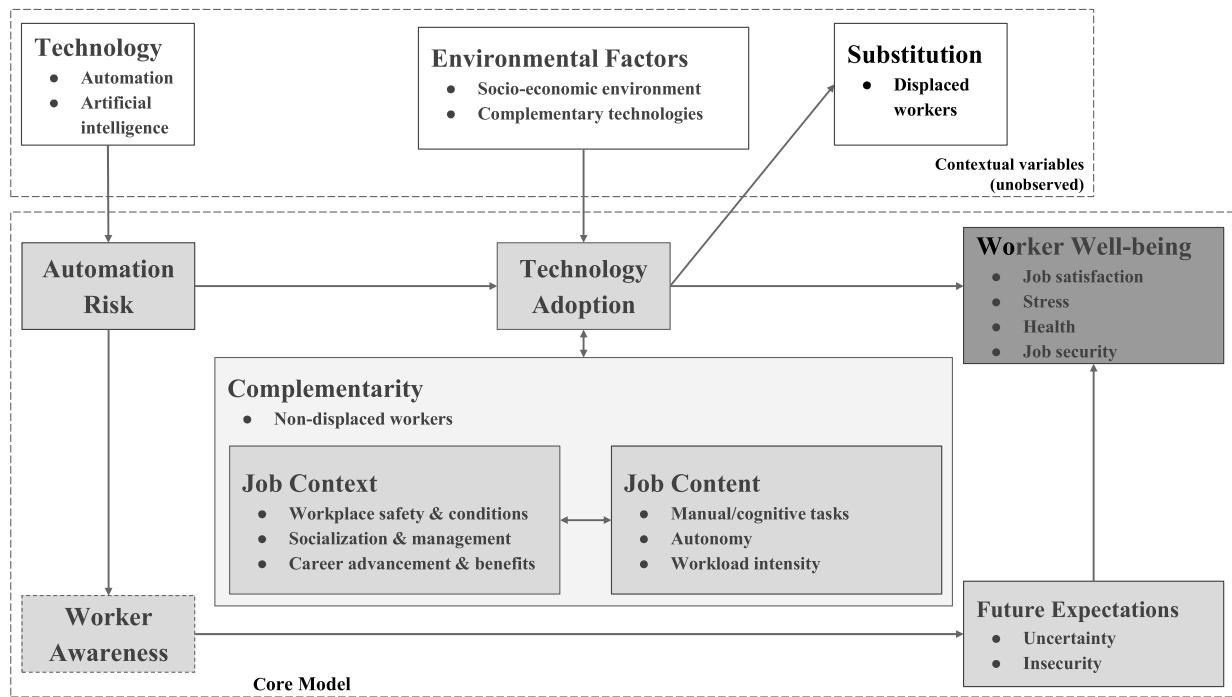 Technology
● Automation
● Artificial
intelligence
Environmental Factors
● Socio-economic environment
● Complementary technologies
Substitution
● Displaced
workers
Contextual variables
(unobserved)
Automation
Risk
Technology
Adoption
Worker Well-being
● Job satisfaction
● Stress
● Health
● Job security
Complementarity
● Non-displaced workers
Job Context
● Workplace safety & conditions
● Socialization & management
● Career advancement & benefits
Job Content
● Manual/cognitive tasks
● Autonomy
● Workload intensity
Worker
Awareness
Future Expectations
● Uncertainty
● Insecurity
Core Model